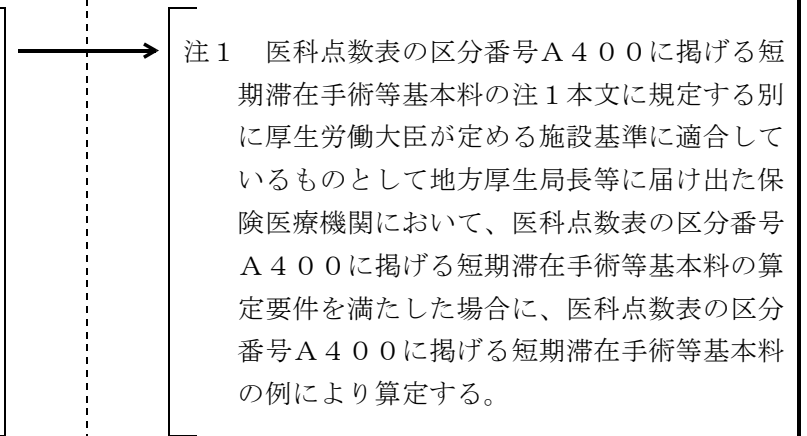 注１　医科点数表の区分番号Ａ４００に掲げる短
期滞在手術等基本料の注１本文に規定する別
に厚生労働大臣が定める施設基準に適合して
いるものとして地方厚生局長等に届け出た保
険医療機関において、医科点数表の区分番号
Ａ４００に掲げる短期滞在手術等基本料の算
定要件を満たした場合に、医科点数表の区分
番号Ａ４００に掲げる短期滞在手術等基本料
の例により算定する。